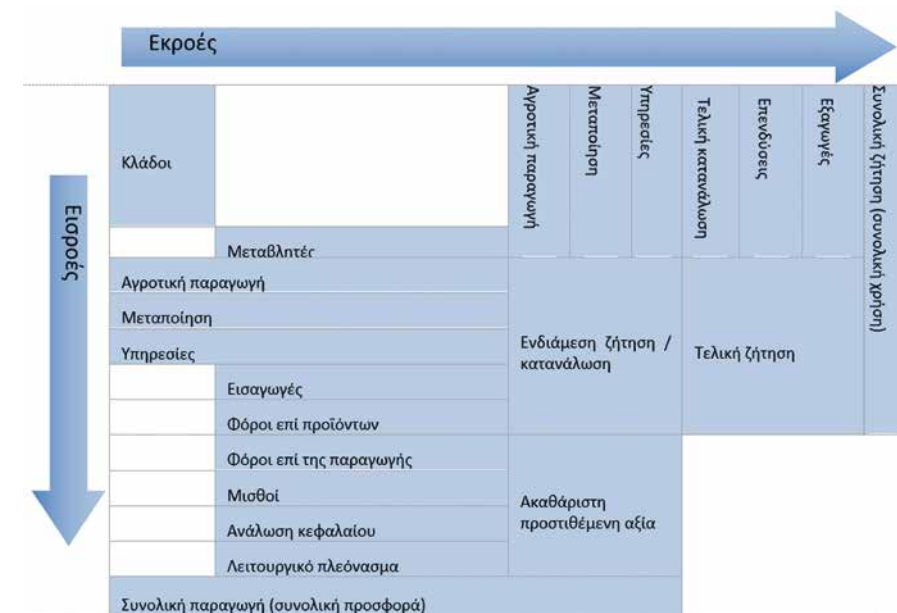 Εκροές
Εισροές
Κλάδοι
Αγροτική παραγωγή
Μεταποίηση
Υπηρεσίες
Τελική κατανάλωση
Επενδύσεις
Εξαγωγές
Συνολική ζήτηση (συνολική χρήση)
Μεταβλητές
Αγροτική παραγωγή
Μεταποίηση
Υπηρεσίες
Ενδιάμεση ζήτηση /
κατανάλωση
Τελική ζήτηση
Εισαγωγές
Φόροι επί προϊόντων
Φόροι επί της παραγωγής
Μισθοί
Ανάλωση κεφαλαίου
Λειτουργικό πλεόνασμα
Ακαθάριστη
προστιθέμενη αξία
Συνολική παραγωγή (συνολική προσφορά)